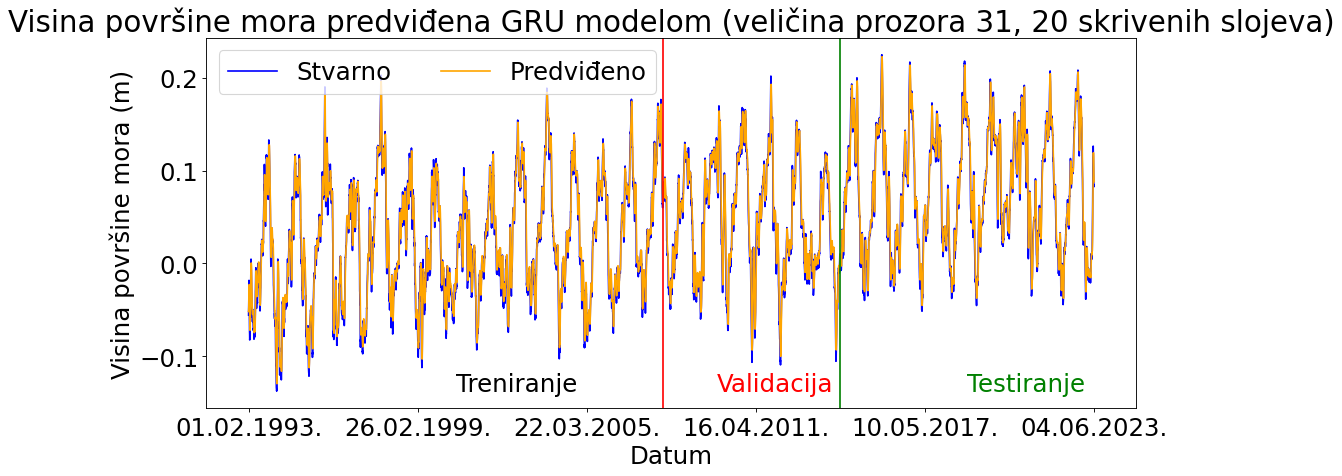 Visina površine mora predviđena GRU modelom (veličina prozora 31, 20 skrivenih slojeva)
Stvarno
Predviđeno
Visina površine mora (m)
0.2
0.1
0.0
−0.1
Treniranje
Validacija
Testiranje
01.02.1993.
26.02.1999.
22.03.2005.
16.04.2011.
10.05.2017.
04.06.2023.
Datum